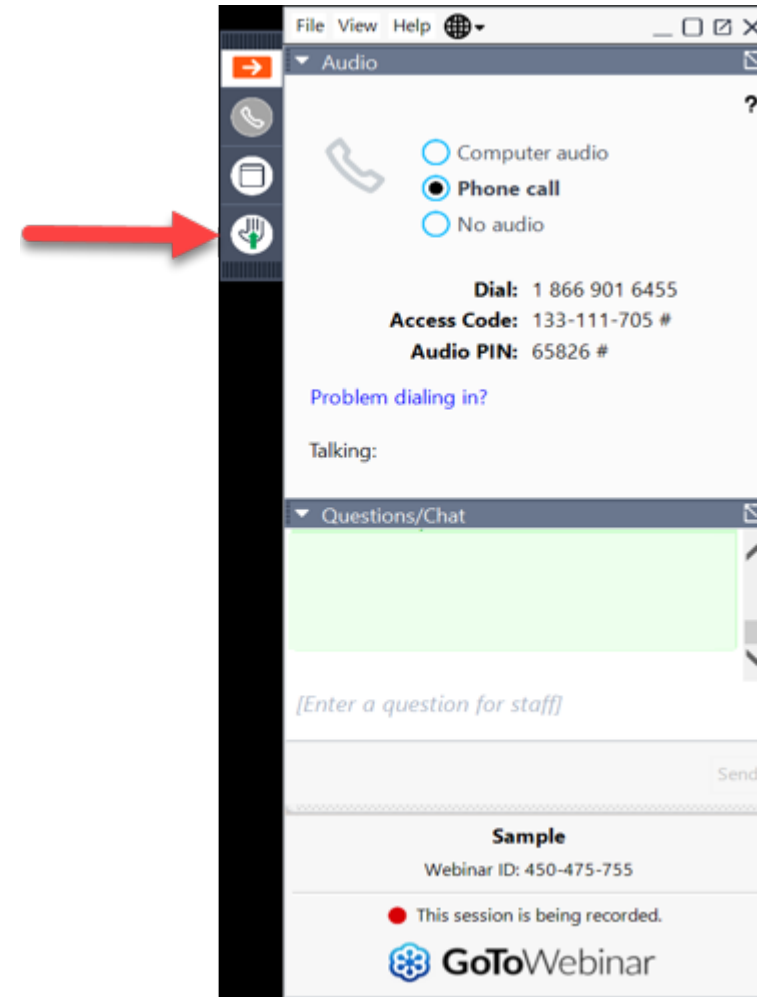 File View Help
Audio
?
Computer audio
Phone call
No audio
Dial: 1 866 901 6455
Access Code: 133-111-705 #
Audio PIN: 65826 #
Problem dialing in?
Talking:
Questions/Chat
[Enter a question for staff]
Send
Sample
Webinar ID: 450-475-755
This session is being recorded.
GoToWebinar